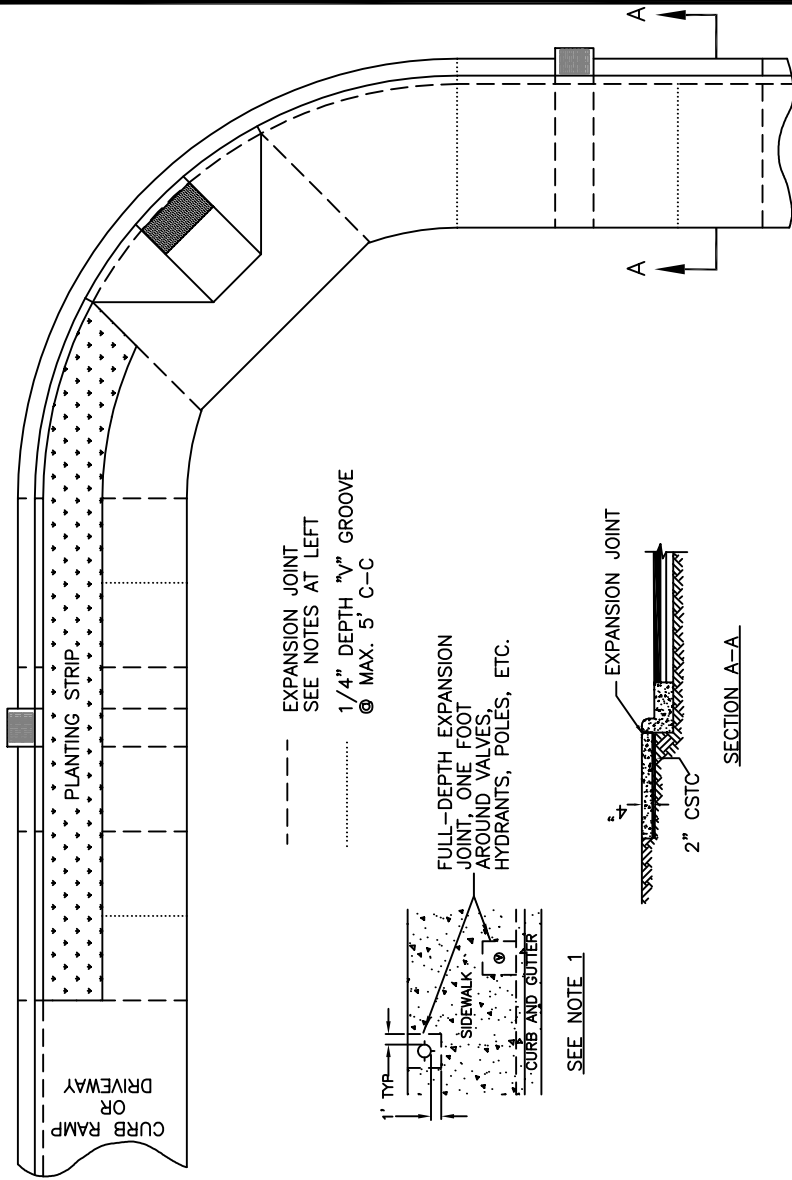 A
A
PLANTING STRIP
CURB RAMP
OR
DRIVEWAY
EXPANSION JOINT
SEE NOTES AT LEFT
1/4" DEPTH "V" GROOVE
@ MAX. 5' C-C
FULL-DEPTH EXPANSION
JOINT, ONE FOOT
AROUND VALVES,
HYDRANTS, POLES, ETC.
1' TYP
SIDEWALK
V
CURB AND GUTTER
SEE NOTE 1
EXPANSION JOINT
4"
2" CSTC
SECTION A-A